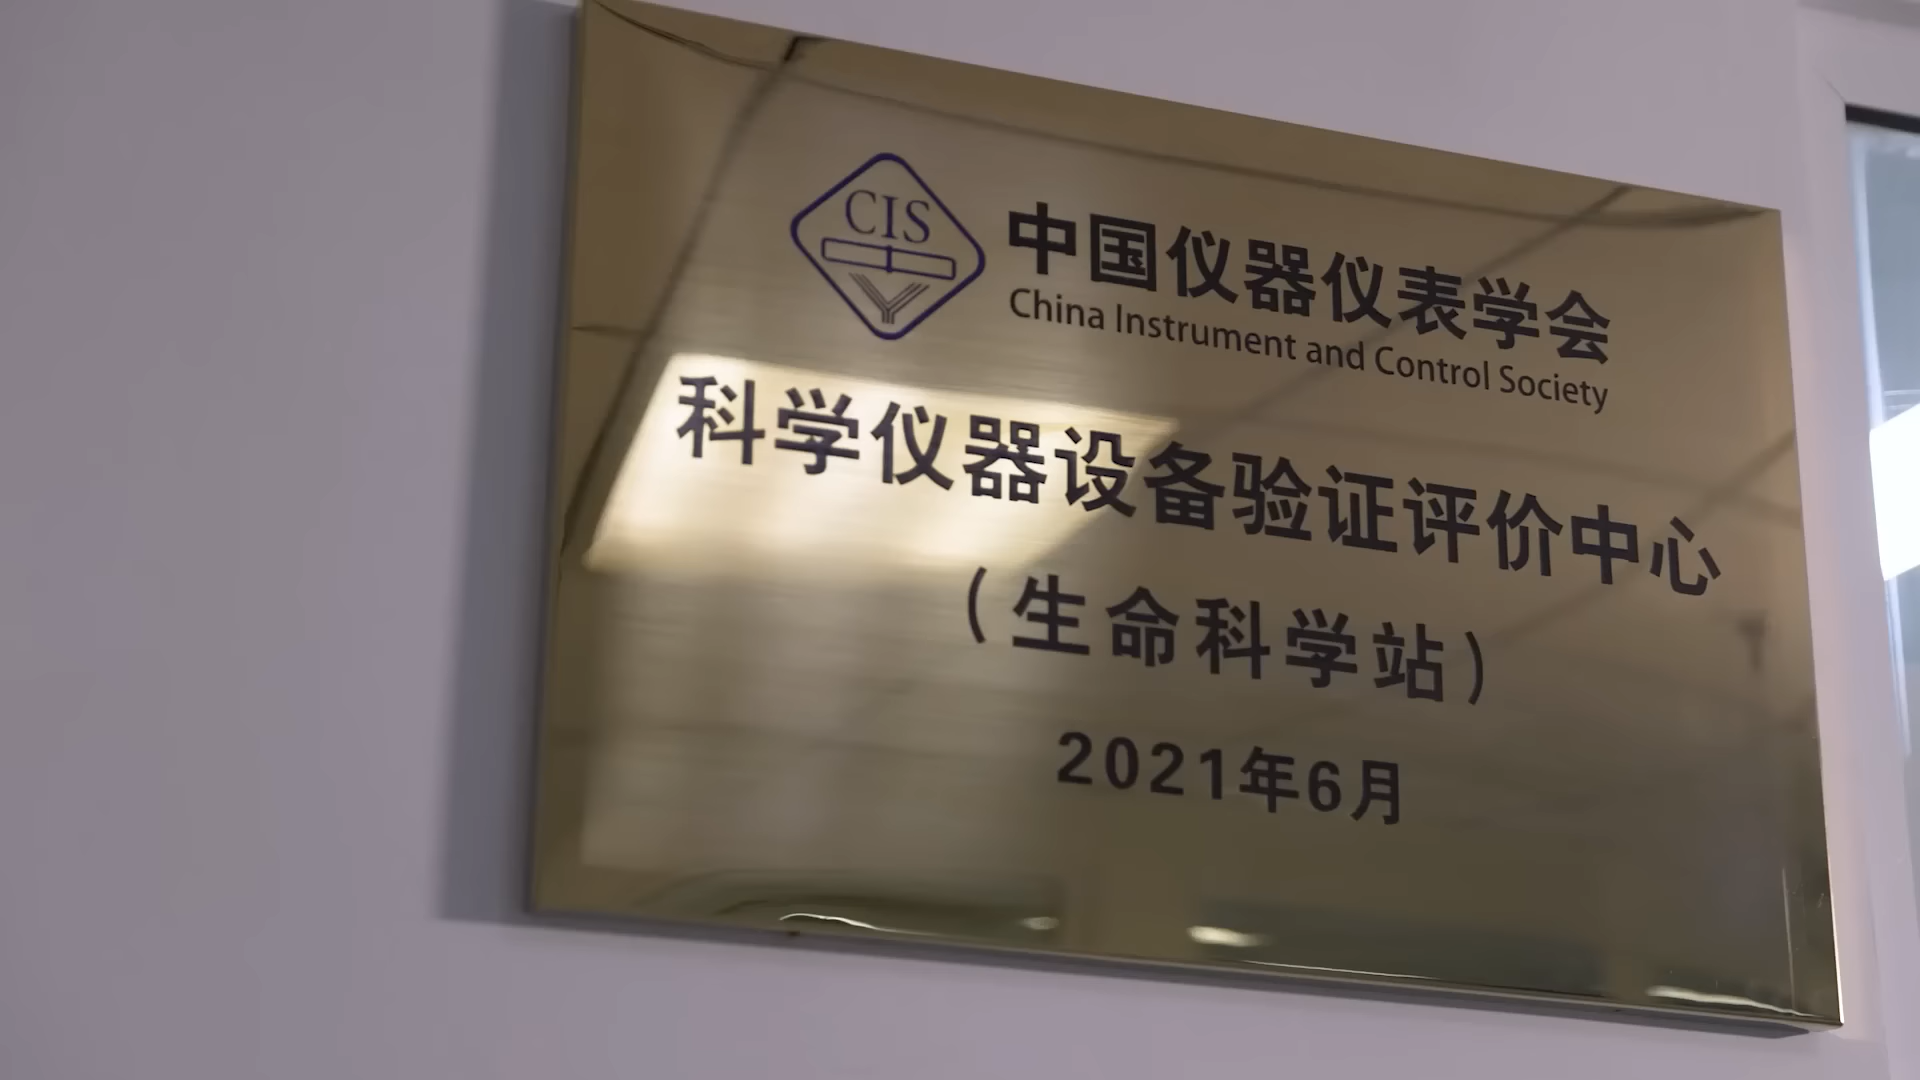 CIS
中国仪器仪表学会
China Instrument and Control Society
科学仪器设备验证评价中心
（生命科学站）
2021年6月